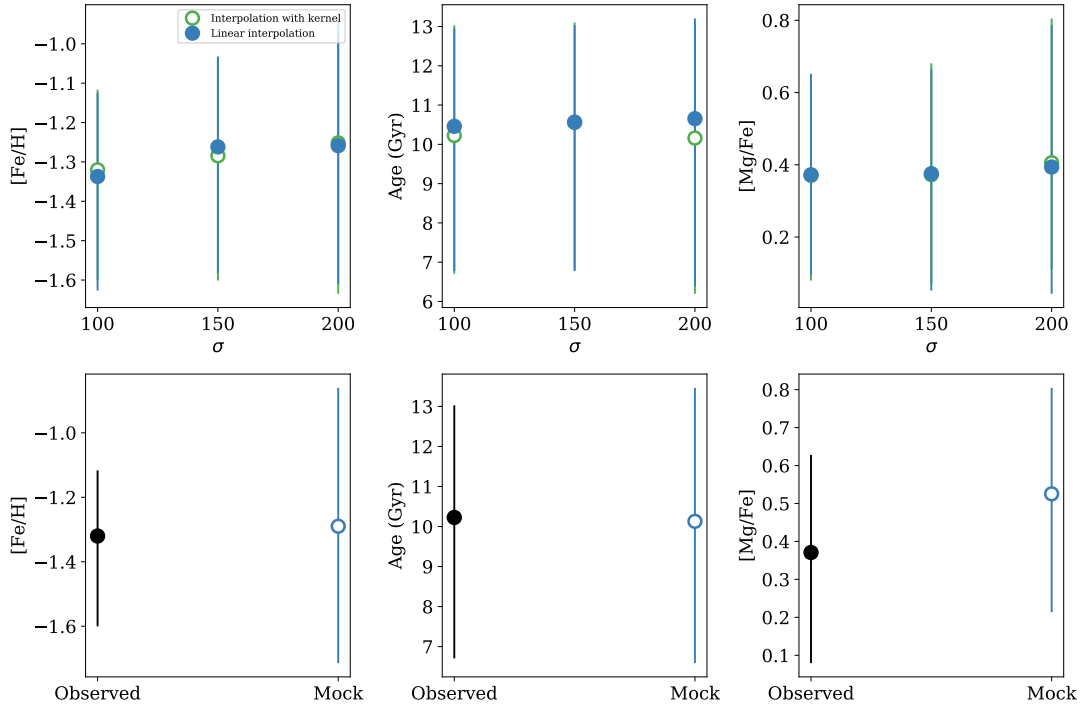 Interpolation with kernel
Linear interpolation
[Fe/H]
−1.0
−1.1
−1.2
−1.3
−1.4
−1.5
−1.6
100
150
200
σ
Age (Gyr)
13
12
11
10
9
8
7
6
100
150
200
σ
[Mg/Fe]
0.8
0.6
0.4
0.2
100
150
200
σ
[Fe/H]
−1.0
−1.2
−1.4
−1.6
Observed
Mock
Age (Gyr)
13
12
11
10
9
8
7
Observed
Mock
[Mg/Fe]
0.8
0.7
0.6
0.5
0.4
0.3
0.2
0.1
Observed
Mock